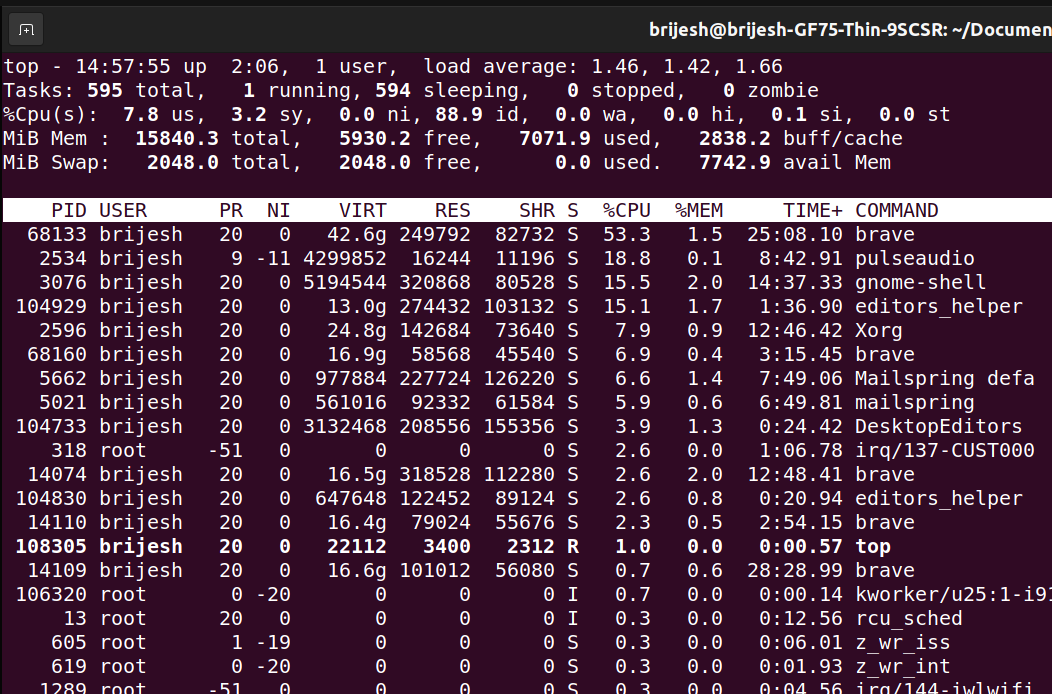 brijesh@brijesh-GF75-Thin-9SCSR: ~/Documen
top - 14:57:55 up  2:06,  1 user,  load average: 1.46, 1.42, 1.66
Tasks: 595 total,   1 running, 594 sleeping,   0 stopped,   0 zombie
%Cpu(s):  7.8 us,  3.2 sy,  0.0 ni, 88.9 id,  0.0 wa,  0.0 hi,  0.1 si,  0.0 st
MiB Mem :  15840.3 total,   5930.2 free,   7071.9 used,   2838.2 buff/cache
MiB Swap:   2048.0 total,   2048.0 free,      0.0 used.   7742.9 avail Mem
PID USER      PR  NI    VIRT    RES    SHR S  %CPU  %MEM     TIME+ COMMAND
68133 brijesh   20   0   42.6g 249792  82732 S  53.3   1.5  25:08.10 brave
2534 brijesh    9 -11 4299852  16244  11196 S  18.8   0.1   8:42.91 pulseaudio
3076 brijesh   20   0 5194544 320868  80528 S  15.5   2.0  14:37.33 gnome-shell
104929 brijesh   20   0   13.0g 274432 103132 S  15.1   1.7   1:36.90 editors_helper
2596 brijesh   20   0   24.8g 142684  73640 S   7.9   0.9  12:46.42 Xorg
68160 brijesh   20   0   16.9g  58568  45540 S   6.9   0.4   3:15.45 brave
5662 brijesh   20   0  977884 227724 126220 S   6.6   1.4   7:49.06 Mailspring defa
5021 brijesh   20   0  561016  92332  61584 S   5.9   0.6   6:49.81 mailspring
104733 brijesh   20   0 3132468 208556 155356 S   3.9   1.3   0:24.42 DesktopEditors
318 root     -51   0       0      0      0 S   2.6   0.0   1:06.78 irq/137-CUST000
14074 brijesh   20   0   16.5g 318528 112280 S   2.6   2.0  12:48.41 brave
104830 brijesh   20   0  647648 122452  89124 S   2.6   0.8   0:20.94 editors_helper
14110 brijesh   20   0   16.4g  79024  55676 S   2.3   0.5   2:54.15 brave
108305 brijesh   20   0   22112   3400   2312 R   1.0   0.0   0:00.57 top
14109 brijesh   20   0   16.6g 101012  56080 S   0.7   0.6  28:28.99 brave
106320 root       0 -20       0      0      0 I   0.7   0.0   0:00.14 kworker/u25:1-i91
13 root      20   0       0      0      0 I   0.3   0.0   0:12.56 rcu_sched
605 root       1 -19       0      0      0 S   0.3   0.0   0:06.01 z_wr_iss
619 root       0 -20       0      0      0 S   0.3   0.0   0:01.93 z_wr_int
1289 root     -51   0       0      0      0 S   0.3   0.0   0:04.56 irq/144-iwlwifi